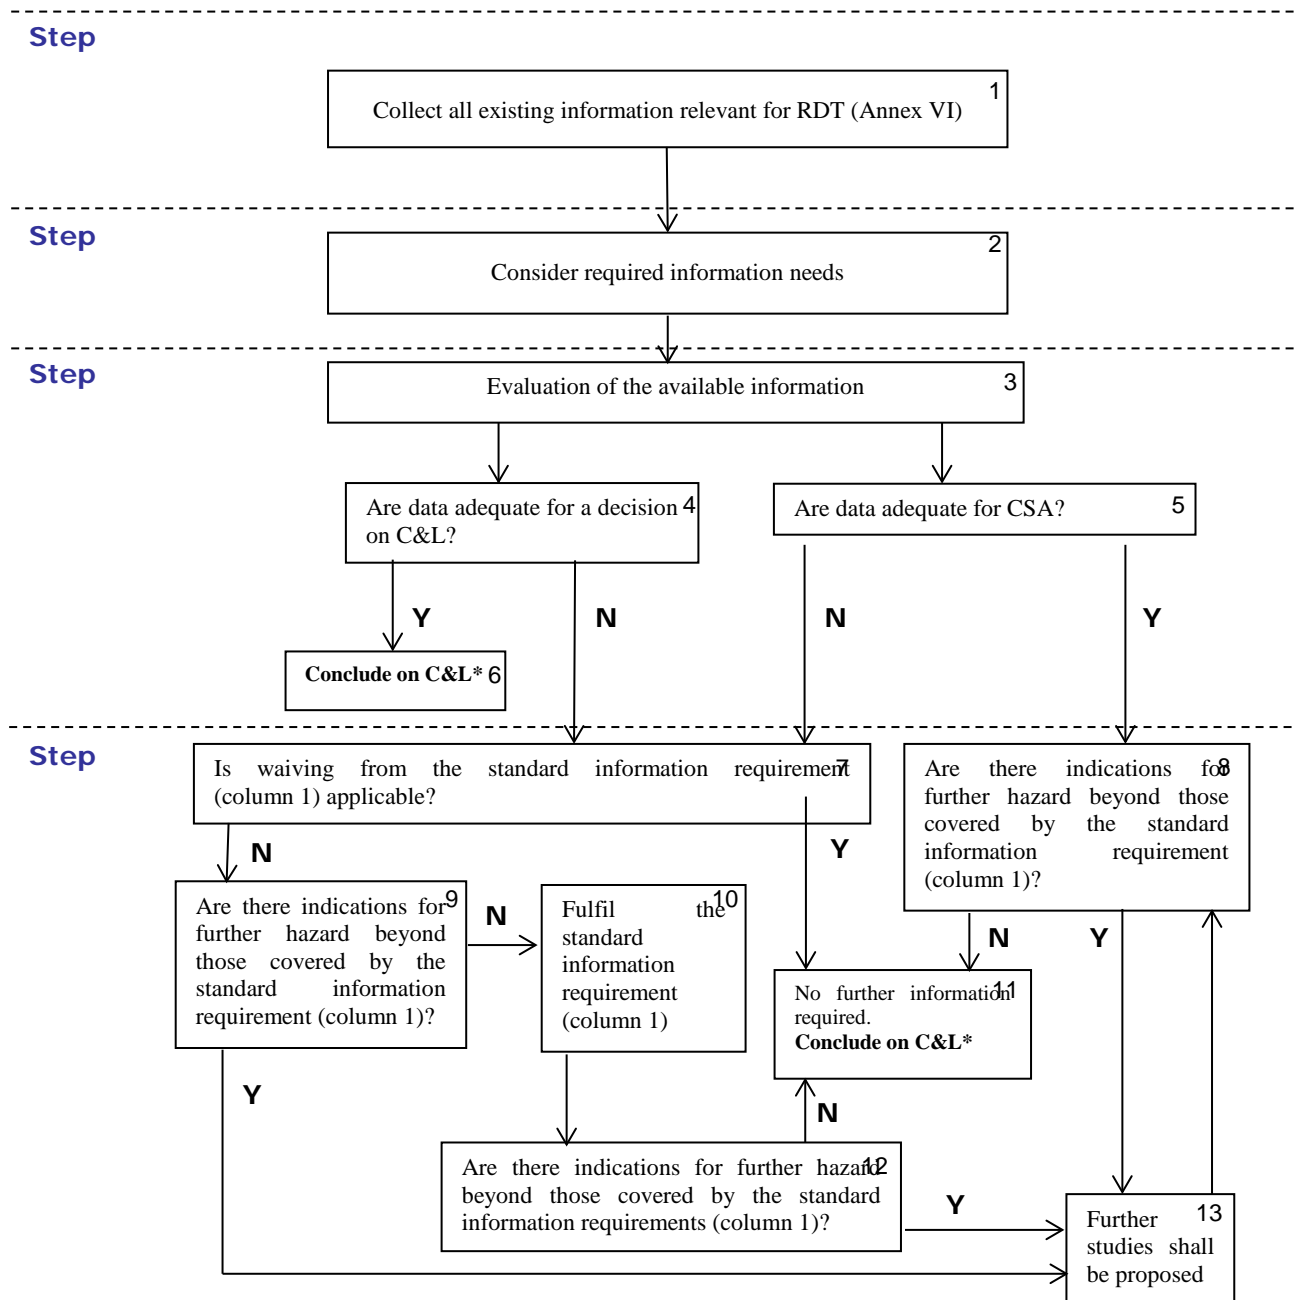 Step
1
Collect all existing information relevant for RDT (Annex VI)
Step
2
Consider required information needs
Step
3
Evaluation of the available information
Are data adequate for a decision 4
on C&L?
Are data adequate for CSA? 5
Y
N
N
Y
Conclude on C&L* 6
Step
Is waiving from the standard information requirement 7
(column 1) applicable?
Are there indications for 8
further hazard beyond those
covered by the standard
information requirement
(column 1)?
N
Y
Are there indications for 9
further hazard beyond
those covered by the
standard information
requirement (column 1)?
N
Fulfil the 10
standard
information
requirement
(column 1)
N
Y
No further information 11
required.
Conclude on C&L*
Y
N
Are there indications for further hazard 12
beyond those covered by the standard
information requirements (column 1)?
Y
Further 13
studies shall
be proposed